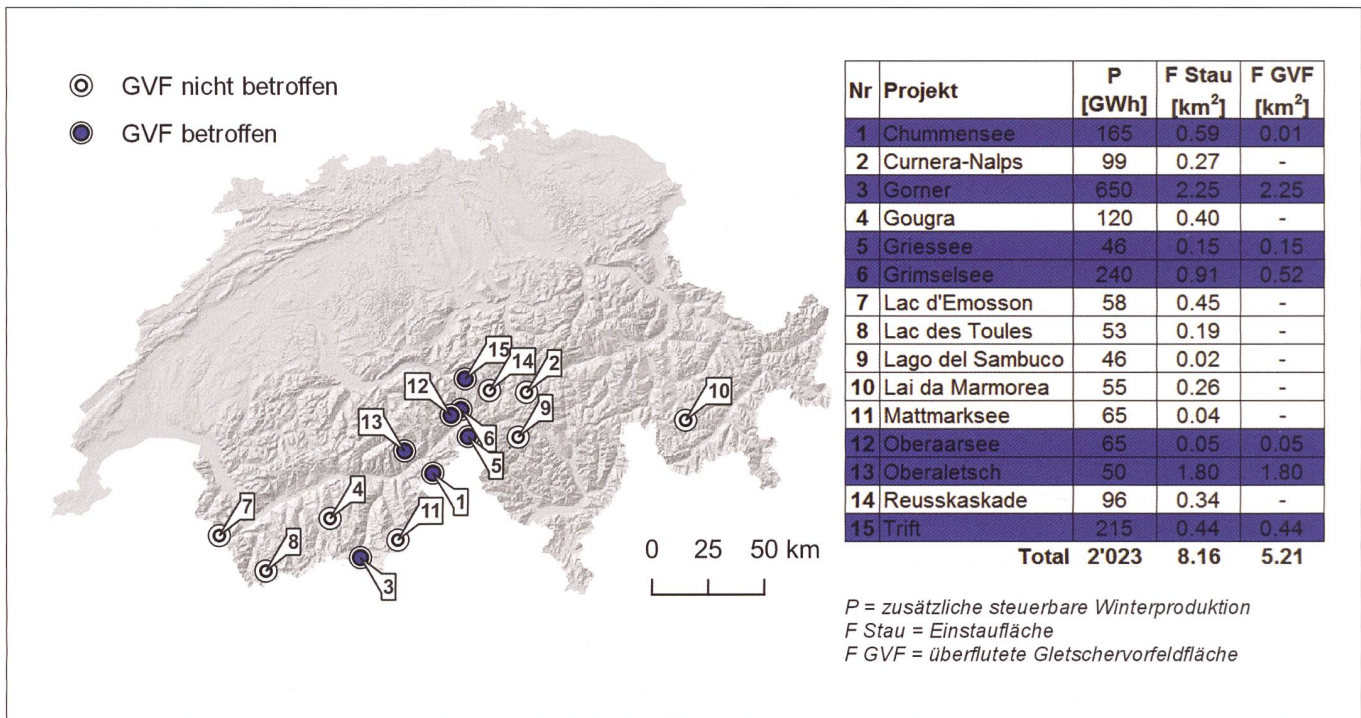 GVF nicht betroffen
GVF betroffen
15
14
2
12
10
13
9
6
5
4
1
7
11
8
3
0 25 50 km
Nr Projekt P [GWh] F Stau [km²] F GVF [km²]
1 Chummensee 165 0.59 0.01
2 Curnera-Nalps 99 0.27 -
3 Gorner 650 2.25 2.25
4 Gougra 120 0.40 -
5 Griessee 46 0.15 0.15
6 Grimselsee 240 0.91 0.52
7 Lac d'Emosson 58 0.45 -
8 Lac des Toules 53 0.19 -
9 Lago del Sambuco 46 0.02 -
10 Lai da Marmorea 55 0.26 -
11 Mattmarksee 65 0.04 -
12 Oberaarsee 65 0.05 0.05
13 Oberaletsch 50 1.80 1.80
14 Reusskaskade 96 0.34 -
15 Trift 215 0.44 0.44
Total 2'023 8.16 5.21
P = zusätzliche steuerbare Winterproduktion
F Stau = Einstaufläche
F GVF = überflutete Gletschervorfeldfläche